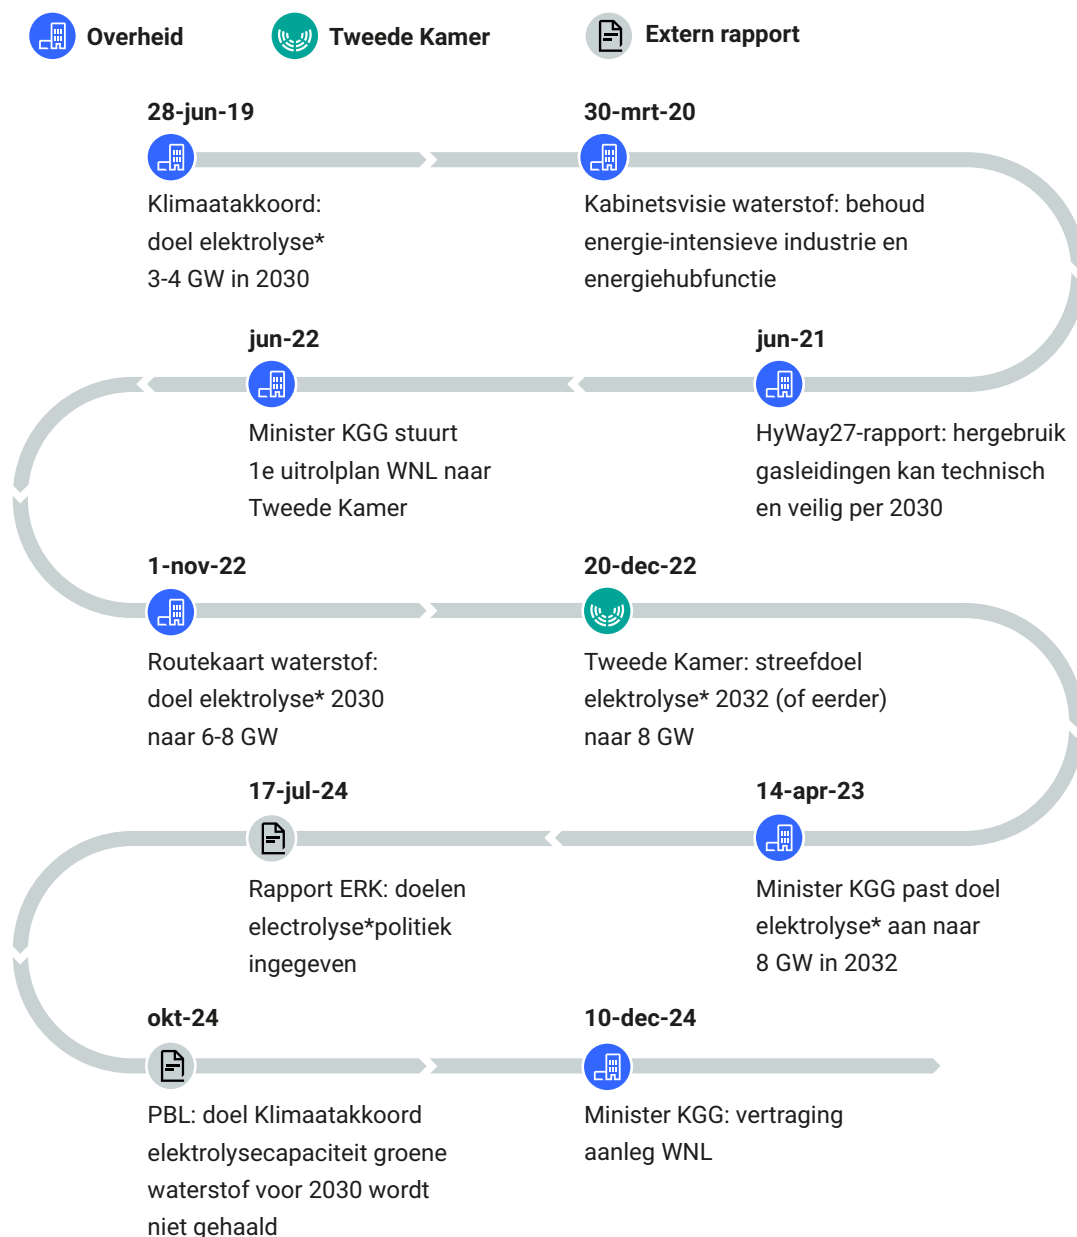 Overheid
Tweede Kamer
Extern rapport
28-jun-19
Klimaatakkoord:
doel elektrolyse*
3-4 GW in 2030
30-mrt-20
Kabinetsvisie waterstof: behoud
energie-intensieve industrie en
energiehubfunctie
jun-21
HyWay27-rapport: hergebruik
gasleidingen kan technisch
en veilig per 2030
jun-22
Minister KGG stuurt
1e uitrolplan WNL naar
Tweede Kamer
1-nov-22
Routekaart waterstof:
doel elektrolyse* 2030
naar 6-8 GW
20-dec-22
Tweede Kamer: streefdoel
elektrolyse* 2032 (of eerder)
naar 8 GW
14-apr-23
Minister KGG past doel
elektrolyse* aan naar
8 GW in 2032
17-jul-24
Rapport ERK: doelen
electrolyse*politiek
ingegeven
okt-24
PBL: doel Klimaatakkoord
elektrolysecapaciteit groene
waterstof voor 2030 wordt
niet gehaald
10-dec-24
Minister KGG: vertraging
aanleg WNL